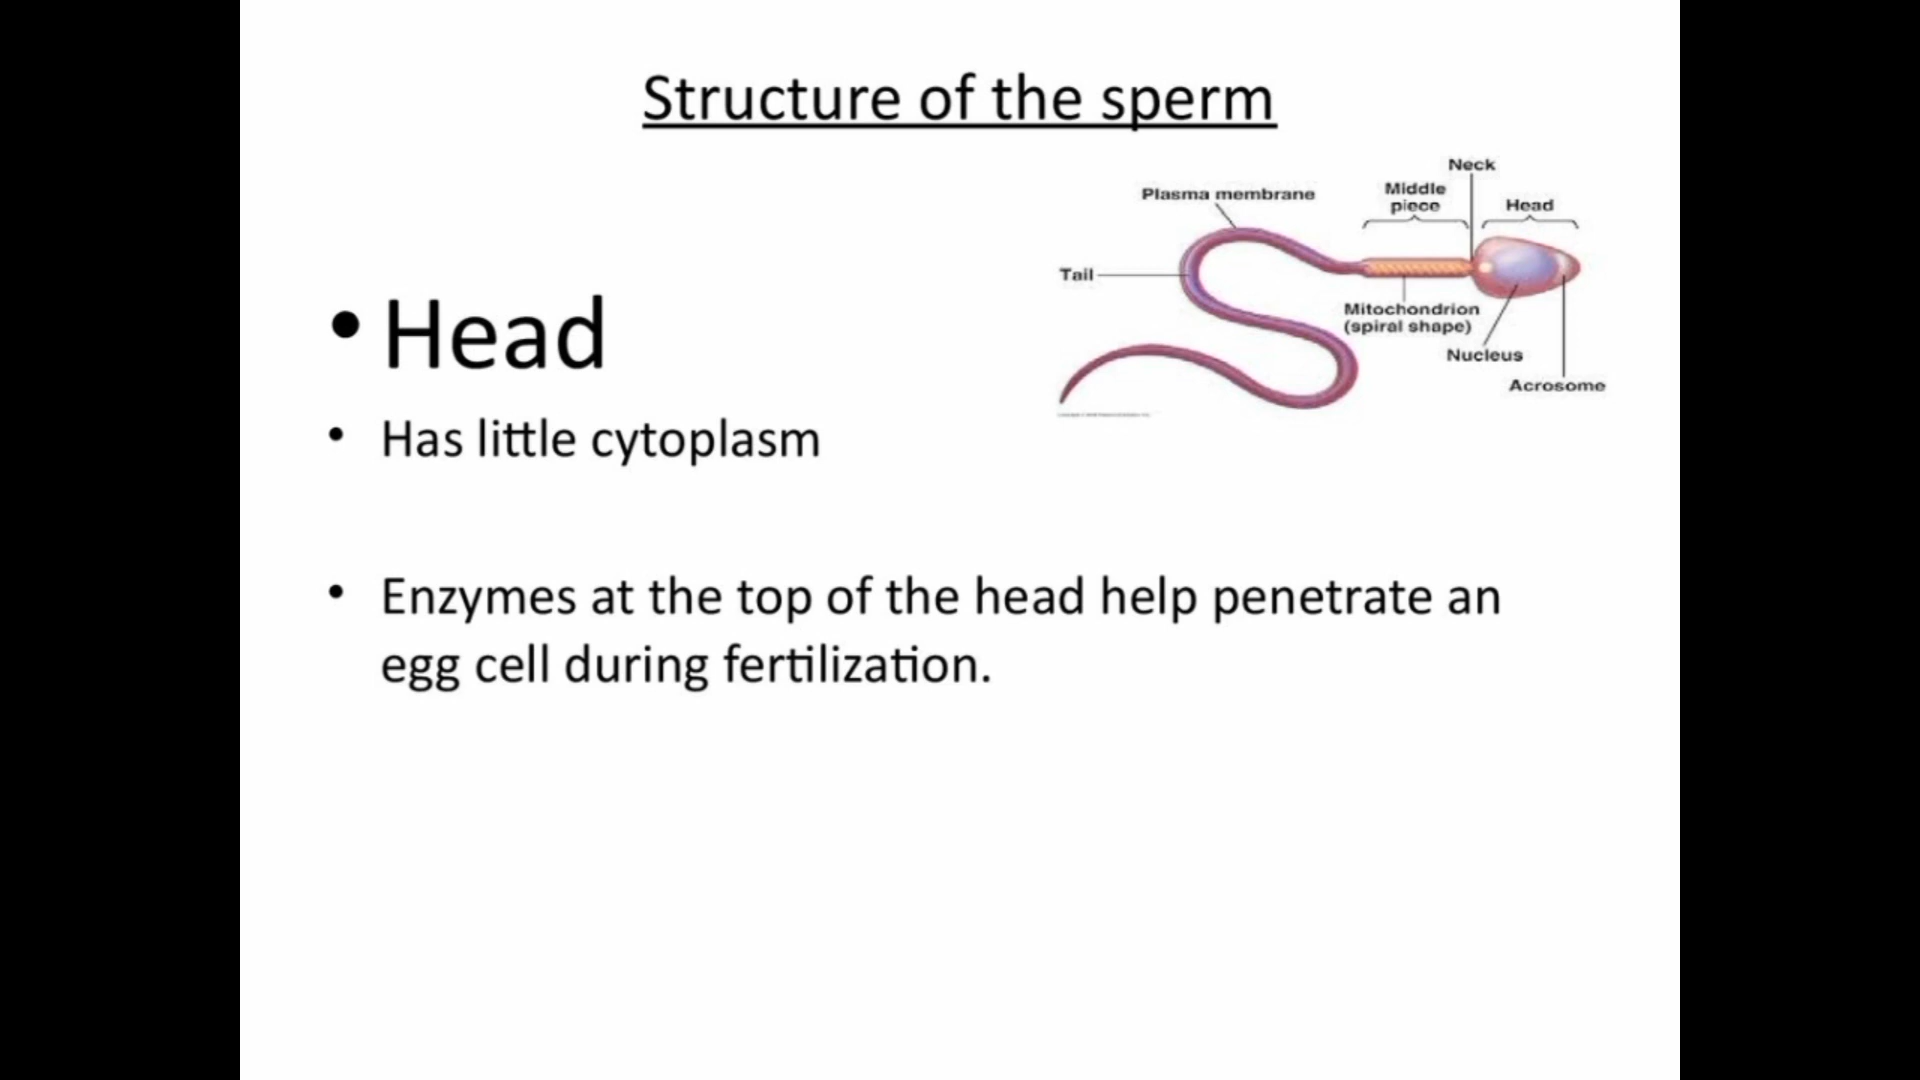 Structure of the sperm
Neck
Plasma membrane
Middle
piece
Head
Tail
Mitochondrion
(spiral shape)
Nucleus
Acrosome
• Head
• Has little cytoplasm
• Enzymes at the top of the head help penetrate an
egg cell during fertilization.